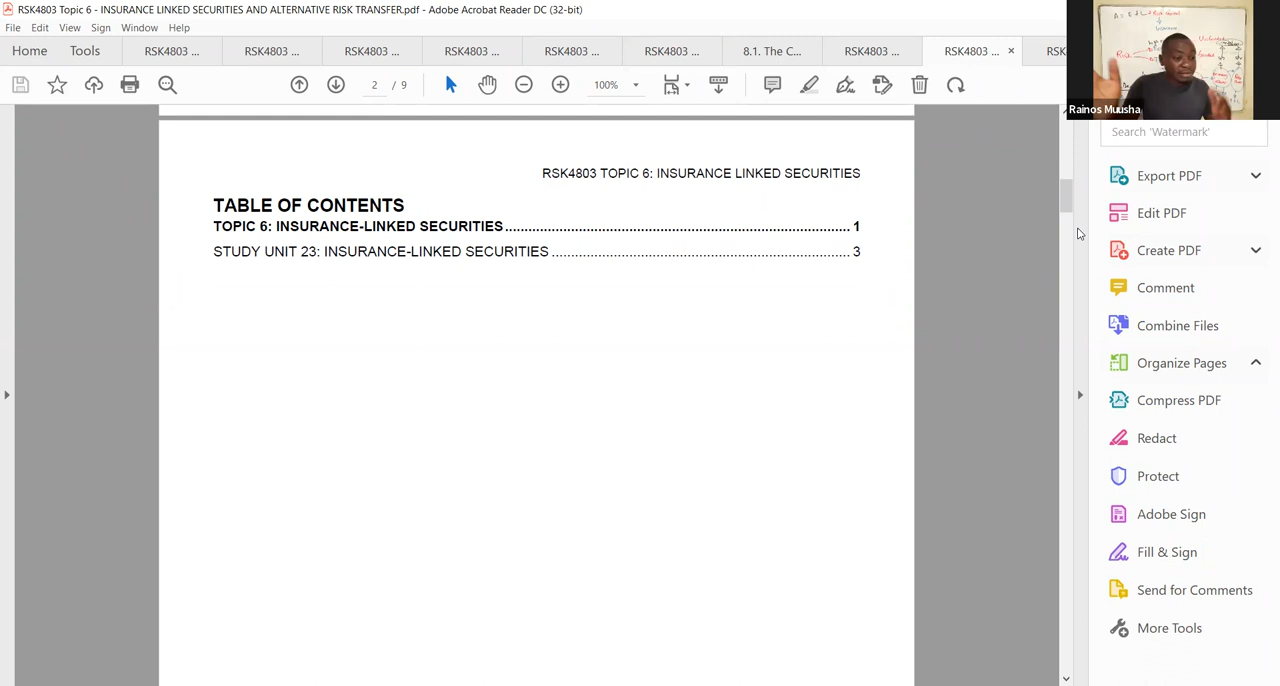 RSK4803 Topic 6 - INSURANCE LINKED SECURITIES AND ALTERNATIVE RISK TRANSFER.pdf - Adobe Acrobat Reader DC (32-bit)
File Edit View Sign Window Help
Home Tools RSK4803 ... RSK4803 ... RSK4803 ... RSK4803 ... RSK4803 ... RSK4803 ... 8.1. The C... RSK4803 ... RSK4803 ... × RSK
2 / 9 100%
Rainos Muusha
Search 'Watermark'
RSK4803 TOPIC 6: INSURANCE LINKED SECURITIES
TABLE OF CONTENTS
TOPIC 6: INSURANCE-LINKED SECURITIES........................................................................ 1
STUDY UNIT 23: INSURANCE-LINKED SECURITIES ............................................................... 3
Export PDF
Edit PDF
Create PDF
Comment
Combine Files
Organize Pages
Compress PDF
Redact
Protect
Adobe Sign
Fill & Sign
Send for Comments
More Tools